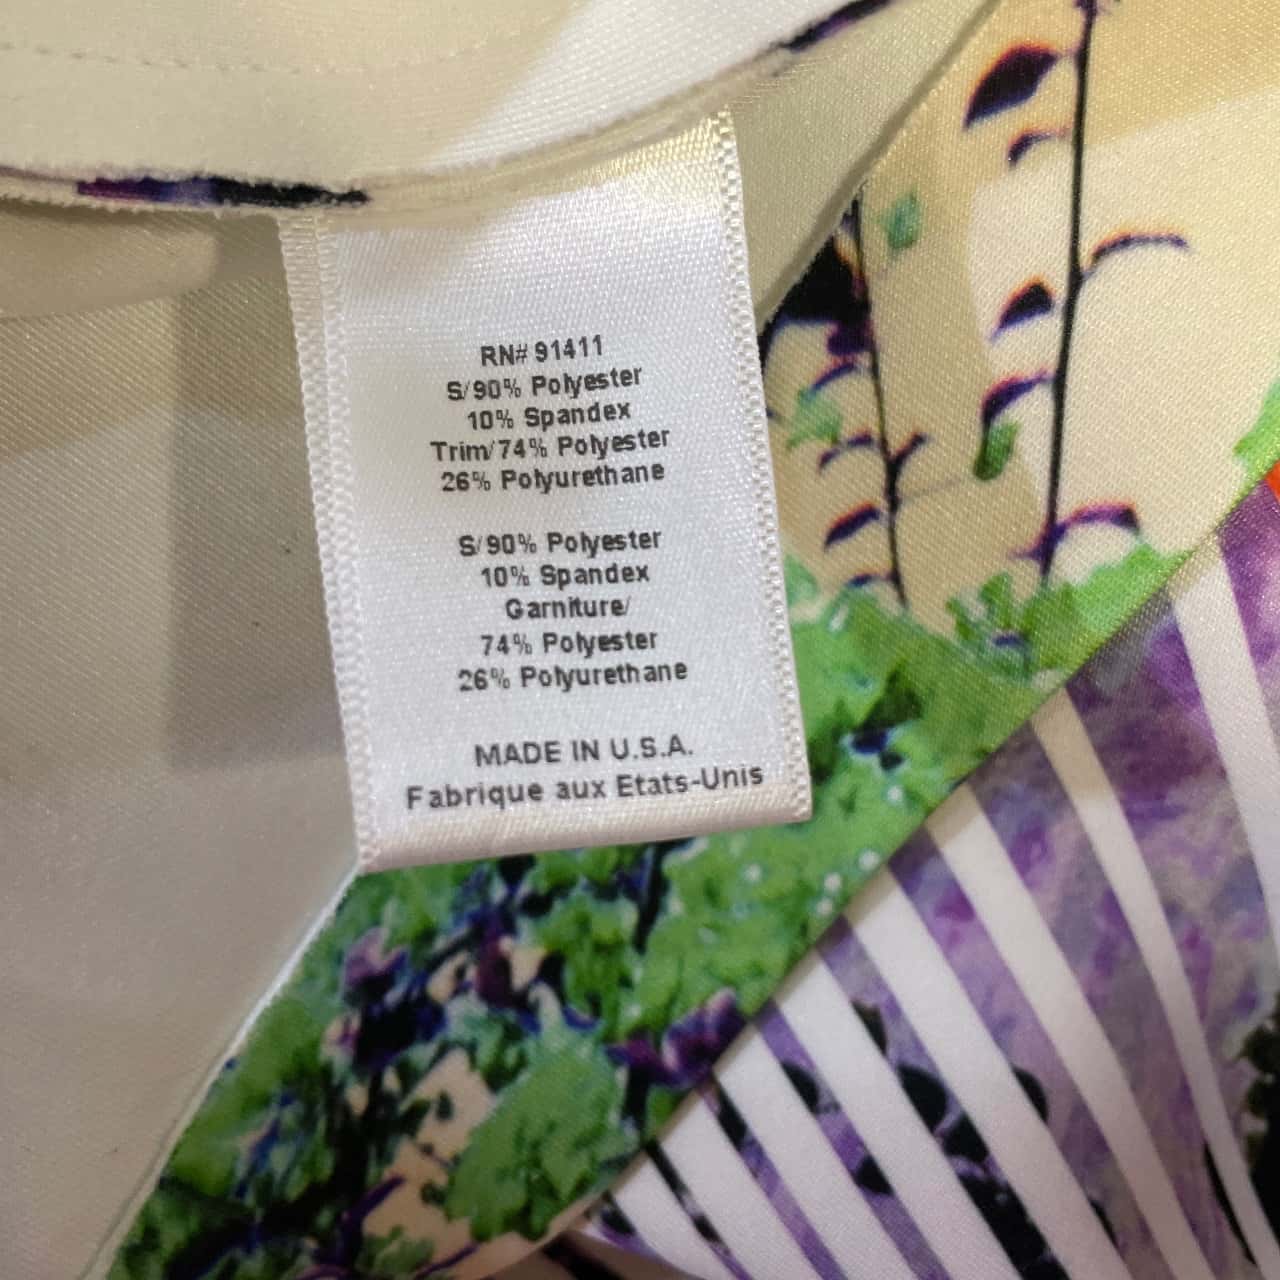 RN# 91411
S/90% Polyester
10% Spandex
Trim/74% Polyester
26% Polyurethane
S/90% Polyester
10% Spandex
Garniture/
74% Polyester
26% Polyurethane
MADE IN U.S.A.
Fabrique aux Etats-Unis